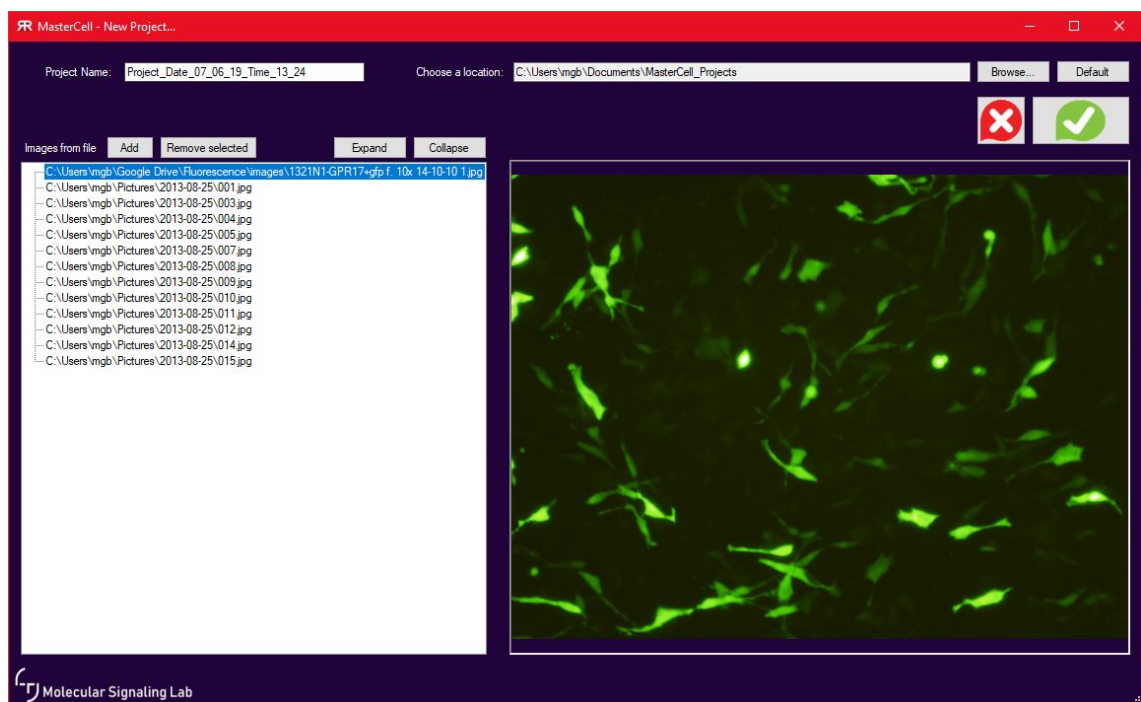 MasterCell - New Project...
Project Name: Project_Date_07_06_19_Time_13_24 Choose a location: C:\Users\mgb\Documents\MasterCell_Projects Browse... Default
Images from file Add Remove selected Expand Collapse
C:\Users\mgb\Google Drive\Fluorescence\images\1321N1-GPR17+gfp f. 10x 14-10-10 1.jpg
C:\Users\mgb\Pictures\2013-08-25\001.jpg
C:\Users\mgb\Pictures\2013-08-25\003.jpg
C:\Users\mgb\Pictures\2013-08-25\004.jpg
C:\Users\mgb\Pictures\2013-08-25\005.jpg
C:\Users\mgb\Pictures\2013-08-25\007.jpg
C:\Users\mgb\Pictures\2013-08-25\008.jpg
C:\Users\mgb\Pictures\2013-08-25\009.jpg
C:\Users\mgb\Pictures\2013-08-25\010.jpg
C:\Users\mgb\Pictures\2013-08-25\011.jpg
C:\Users\mgb\Pictures\2013-08-25\012.jpg
C:\Users\mgb\Pictures\2013-08-25\014.jpg
C:\Users\mgb\Pictures\2013-08-25\015.jpg
Molecular Signaling Lab